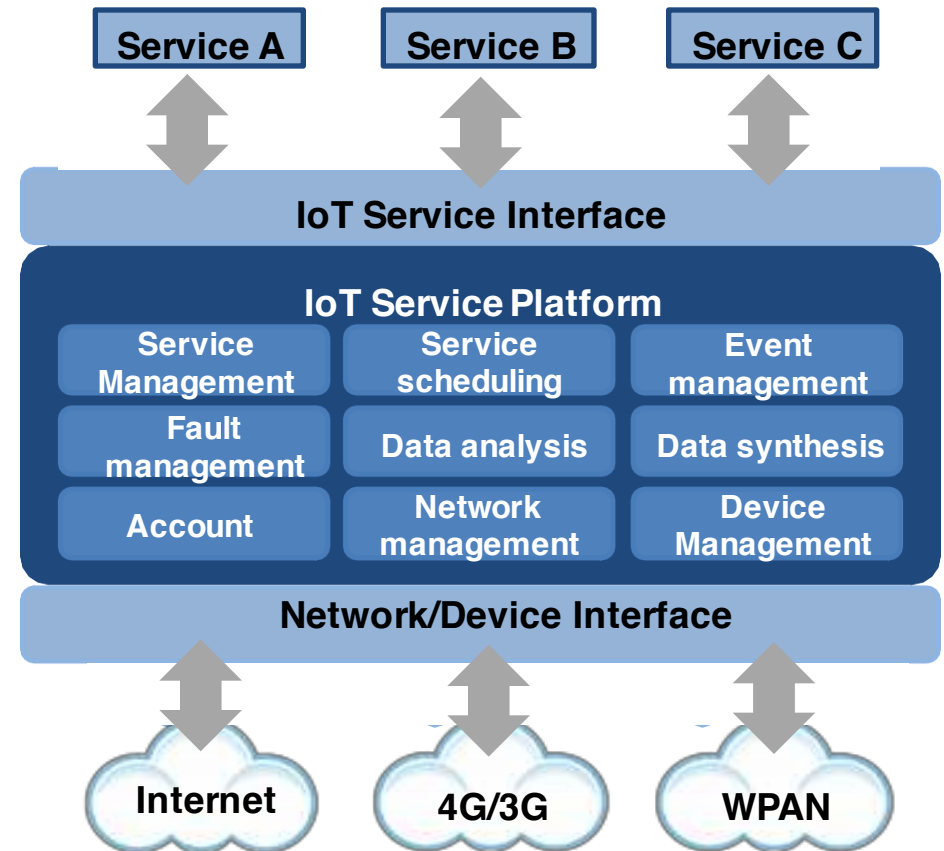 Service A
Service B
Service C
IoT Service Interface
IoT Service Platform
Service
Management
Service
scheduling
Event
management
Fault
management
Data analysis
Data synthesis
Account
Network
management
Device
Management
Network/Device Interface
Internet
4G/3G
WPAN